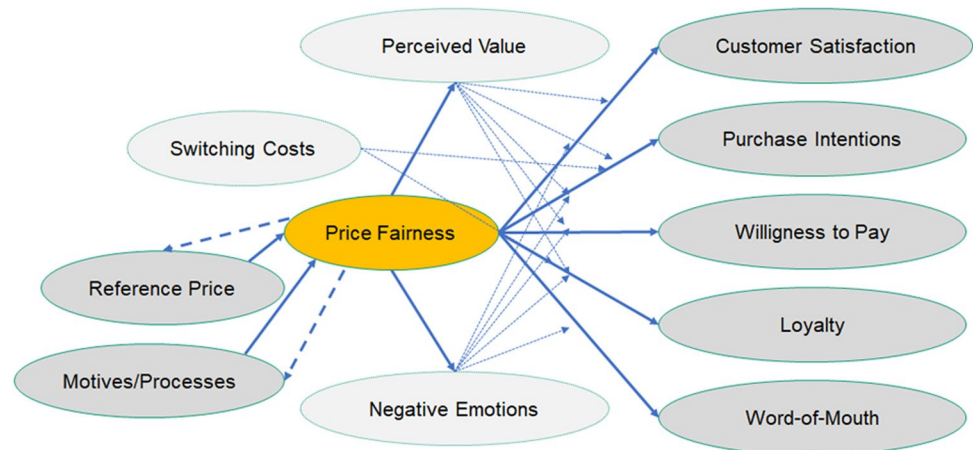 Perceived Value
Customer Satisfaction
Switching Costs
Purchase Intentions
Price Fairness
Willigness to Pay
Reference Price
Loyalty
Motives/Processes
Negative Emotions
Word-of-Mouth